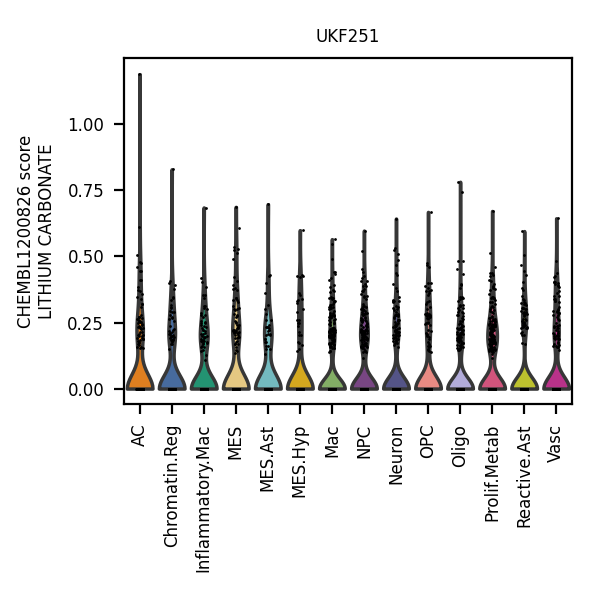 UKF251
CHEMBL1200826 score
LITHIUM CARBONATE
1.00
0.75
0.50
0.25
0.00
AC
Chromatin.Reg
Inflammatory.Mac
MES
MES.Ast
MES.Hyp
Mac
NPC
Neuron
OPC
Oligo
Prolif.Metab
Reactive.Ast
Vasc